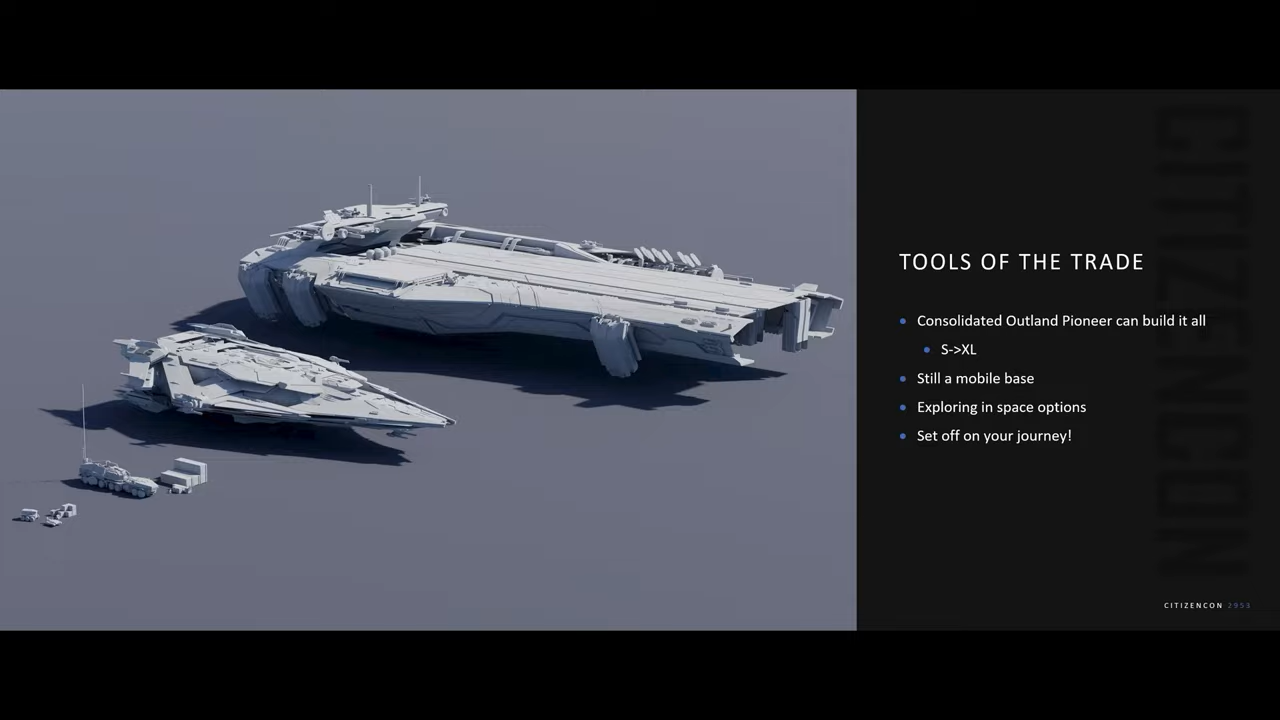 TOOLS OF THE TRADE
Consolidated Outland Pioneer can build it all
S->XL
Still a mobile base
Exploring in space options
Set off on your journey!
CITIZENCON
CITIZENCON 2953